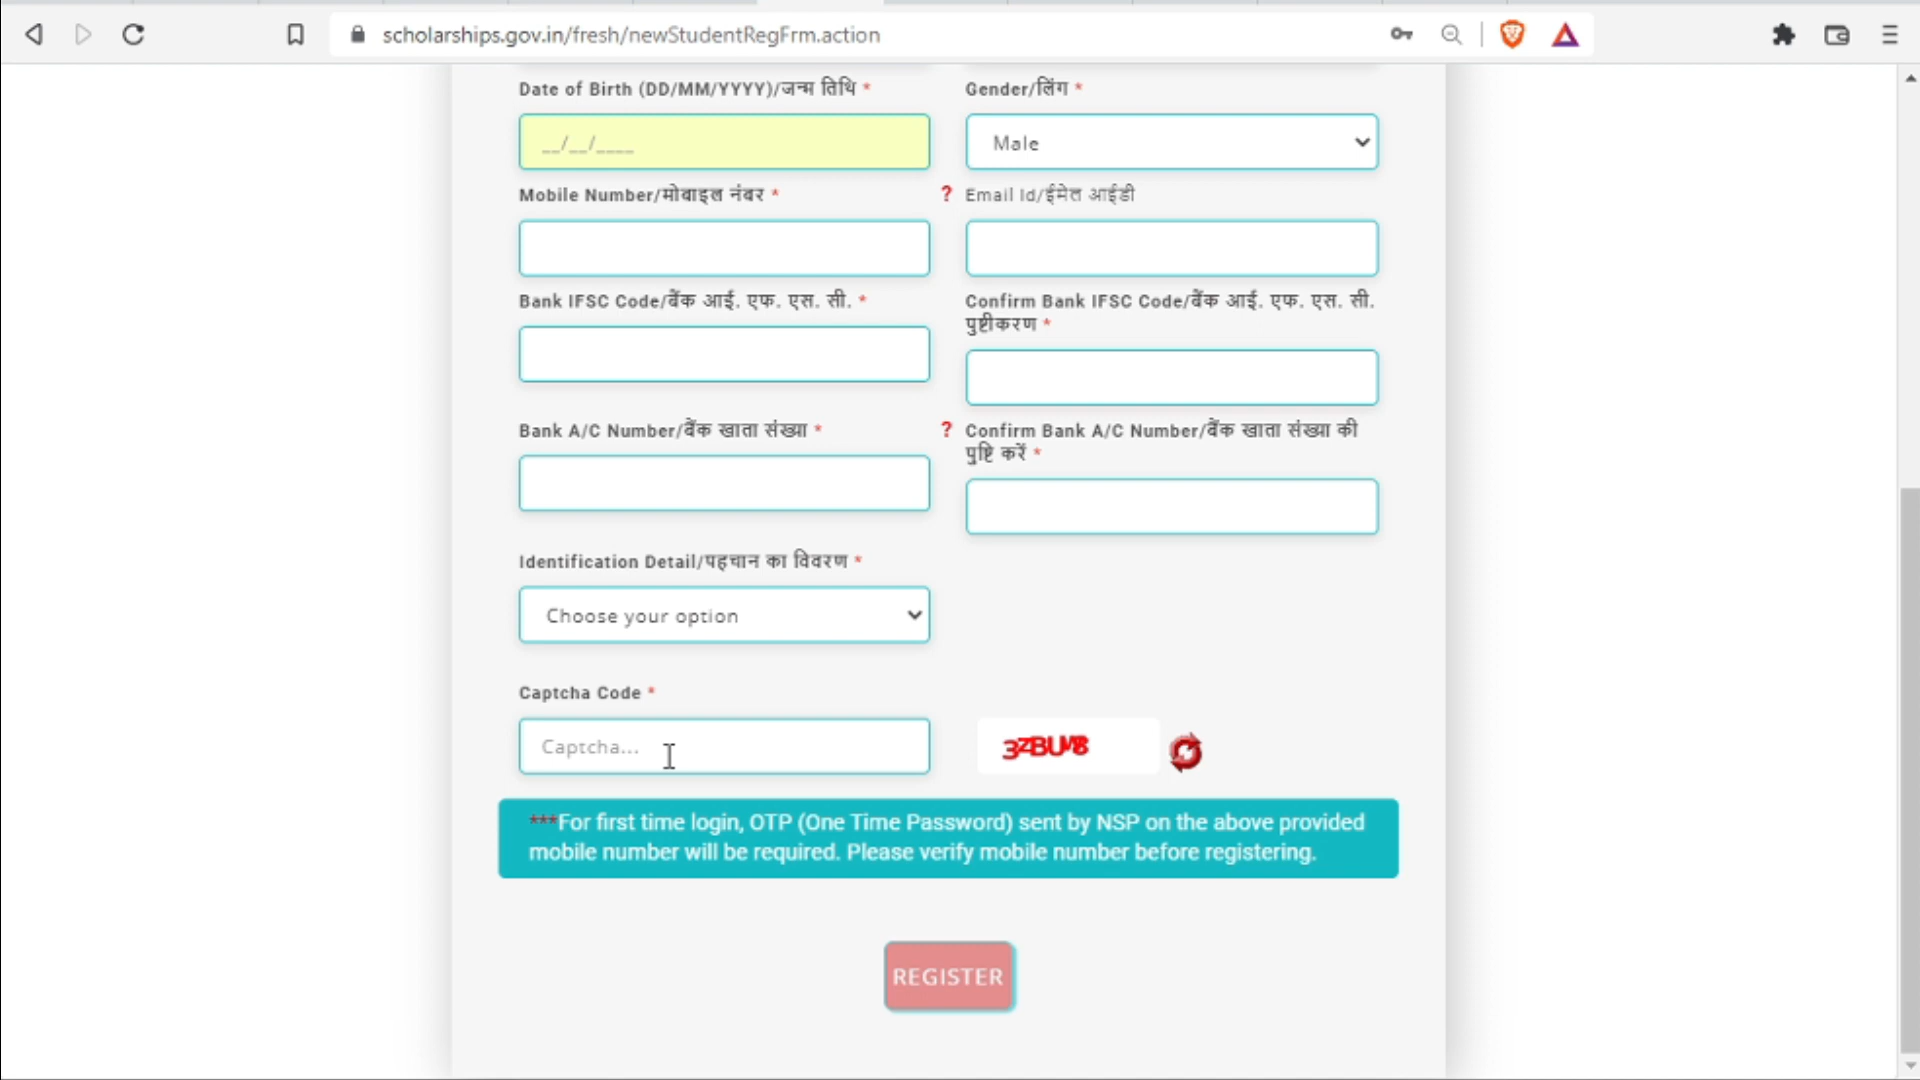 scholarships.gov.in/fresh/newStudentRegFrm.action
Date of Birth (DD/MM/YYYY)/जन्म तिथि *
Gender/लिंग *
__/__/____
Male
Mobile Number/मोबाइल नंबर *
? Email Id/ईमेल आईडी
Bank IFSC Code/बैंक आई. एफ. एस. सी. *
Confirm Bank IFSC Code/बैंक आई. एफ. एस. सी.
पुष्टीकरण *
Bank A/C Number/बैंक खाता संख्या *
? Confirm Bank A/C Number/बैंक खाता संख्या की
पुष्टि करें *
Identification Detail/पहचान का विवरण *
Choose your option
Captcha Code *
Captcha...
***For first time login, OTP (One Time Password) sent by NSP on the above provided
mobile number will be required. Please verify mobile number before registering.
REGISTER